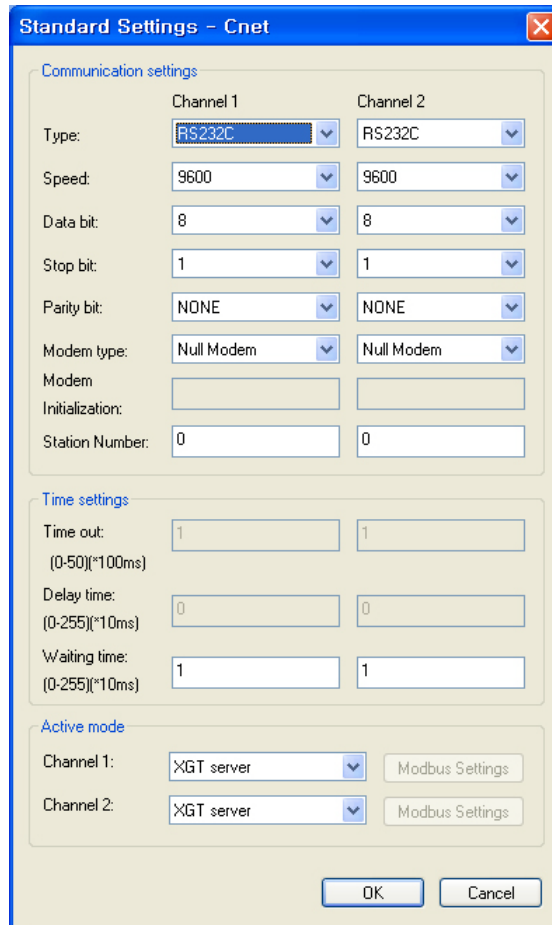 Standard Settings - Cnet
Communication settings
Channel 1 Channel 2
Type: RS232C RS232C
Speed: 9600 9600
Data bit: 8 8
Stop bit: 1 1
Parity bit: NONE NONE
Modem type: Null Modem Null Modem
Modem
Initialization:
Station Number: 0 0
Time settings
Time out: 1 1
(0-50)(*100ms)
Delay time:
(0-255)(*10ms) 0 0
Waiting time:
(0-255)(*10ms) 1 1
Active mode
Channel 1: XGT server Modbus Settings
Channel 2: XGT server Modbus Settings
OK Cancel